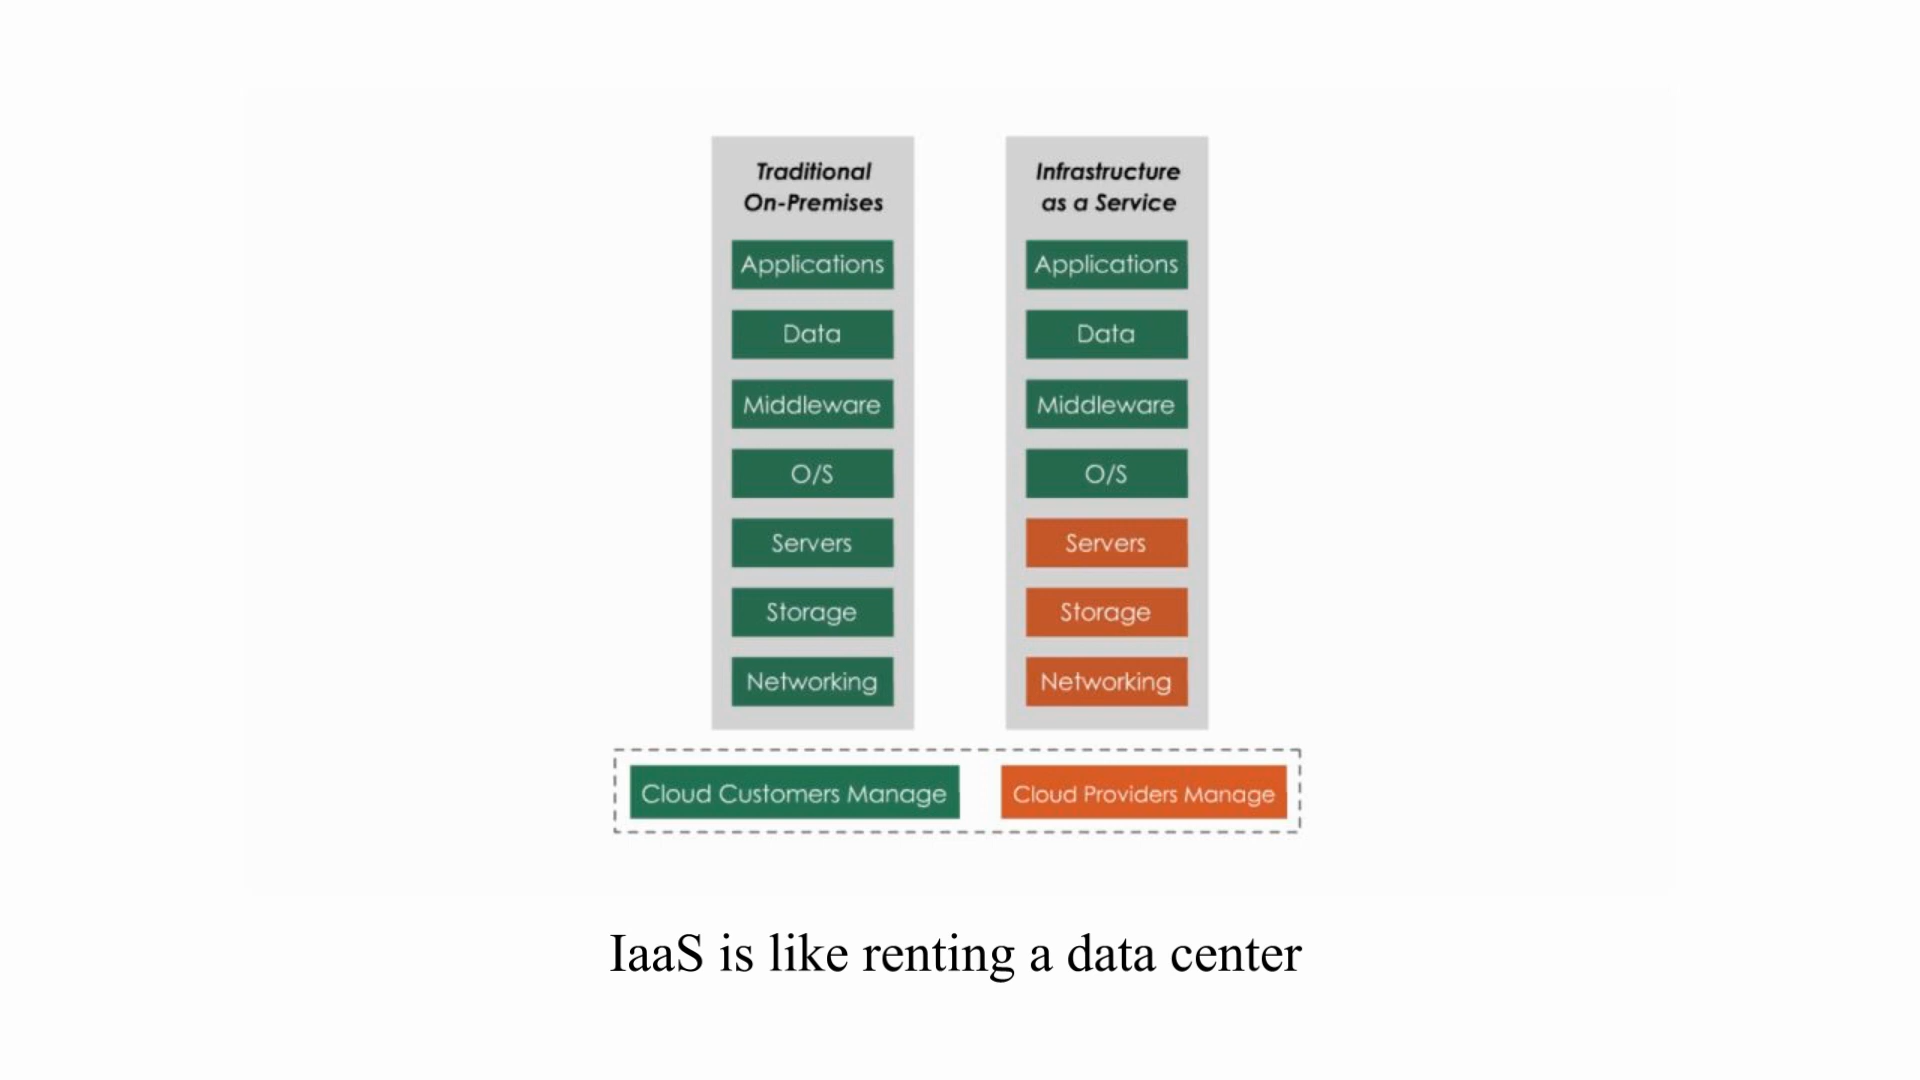 Traditional
On-Premises
Applications
Data
Middleware
O/S
Servers
Storage
Networking
Infrastructure
as a Service
Applications
Data
Middleware
O/S
Servers
Storage
Networking
Cloud Customers Manage
Cloud Providers Manage
IaaS is like renting a data center